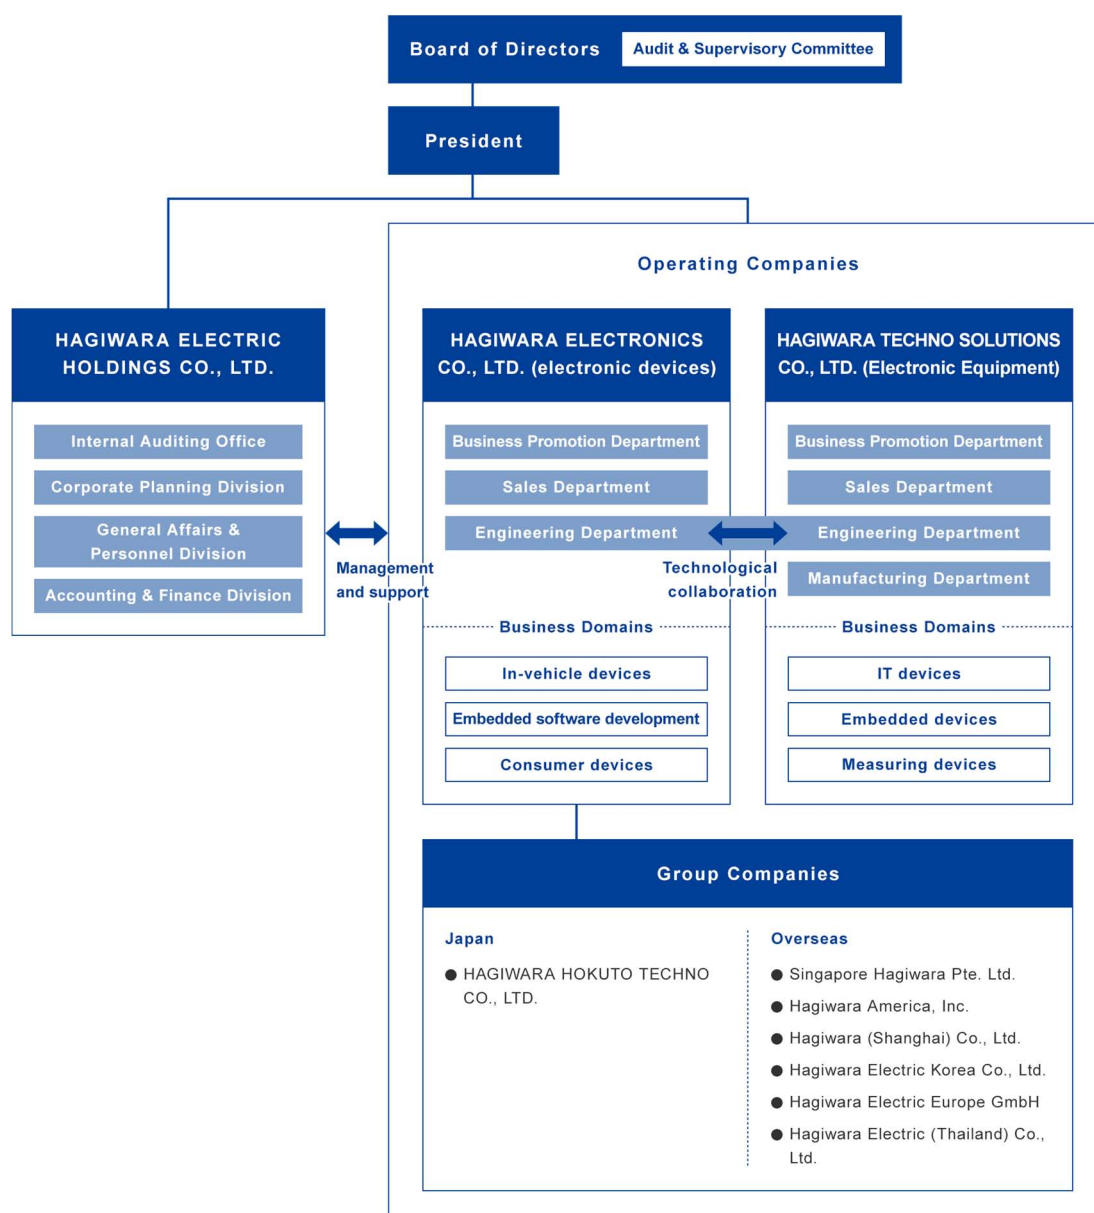 Board of Directors
Audit & Supervisory Committee
President
Operating Companies
HAGIWARA ELECTRIC
HOLDINGS CO., LTD.
Internal Auditing Office
Corporate Planning Division
General Affairs &
Personnel Division
Accounting & Finance Division
Management
and support
HAGIWARA ELECTRONICS
CO., LTD. (electronic devices)
Business Promotion Department
Sales Department
Engineering Department
Technological
collaboration
Business Domains
In-vehicle devices
Embedded software development
Consumer devices
HAGIWARA TECHNO SOLUTIONS
CO., LTD. (Electronic Equipment)
Business Promotion Department
Sales Department
Engineering Department
Manufacturing Department
Business Domains
IT devices
Embedded devices
Measuring devices
Group Companies
Japan
● HAGIWARA HOKUTO TECHNO
CO., LTD.
Overseas
● Singapore Hagiwara Pte. Ltd.
● Hagiwara America, Inc.
● Hagiwara (Shanghai) Co., Ltd.
● Hagiwara Electric Korea Co., Ltd.
● Hagiwara Electric Europe GmbH
● Hagiwara Electric (Thailand) Co.,
Ltd.